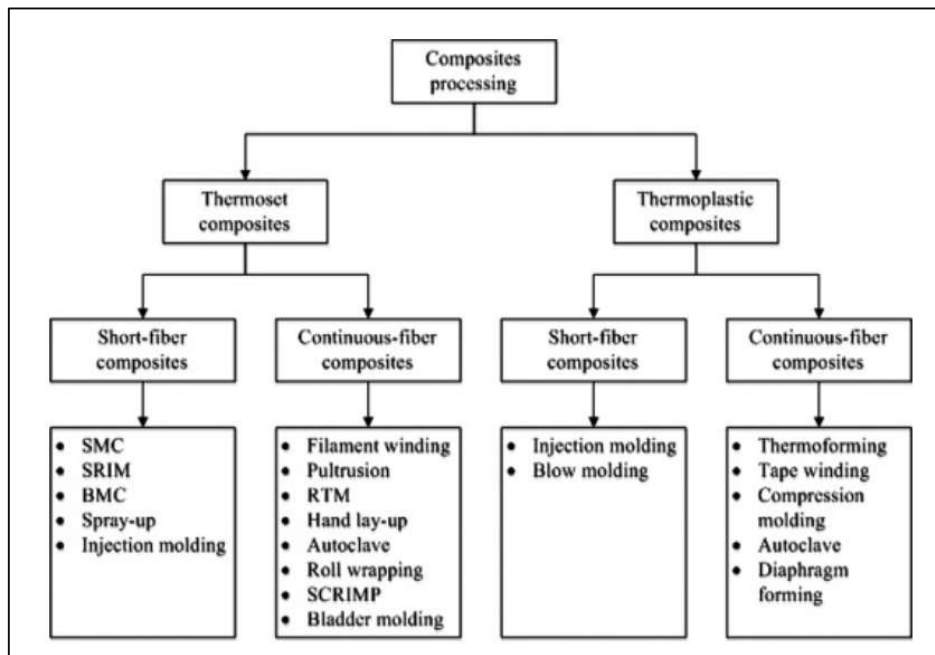 Composites
processing
Thermoset
composites
Thermoplastic
composites
Short-fiber
composites
Continuous-fiber
composites
Short-fiber
composites
Continuous-fiber
composites
• SMC
• SRIM
• BMC
• Spray-up
• Injection molding
• Filament winding
• Pultrusion
• RTM
• Hand lay-up
• Autoclave
• Roll wrapping
• SCRIMP
• Bladder molding
• Injection molding
• Blow molding
• Thermoforming
• Tape winding
• Compression
molding
• Autoclave
• Diaphragm
forming